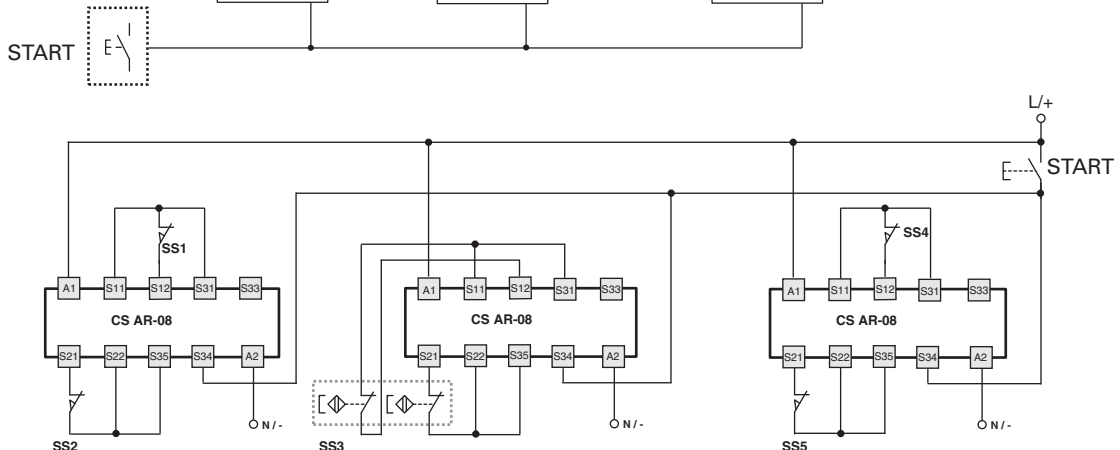 START
L/+
START
SS1
SS4
A1 S11 S12 S31 S33
A1 S11 S12 S31 S33
A1 S11 S12 S31 S33
CS AR-08
CS AR-08
CS AR-08
S21 S22 S35 S34 A2
S21 S22 S35 S34 A2
S21 S22 S35 S34 A2
N / -
N / -
N / -
SS2
SS3
SS5